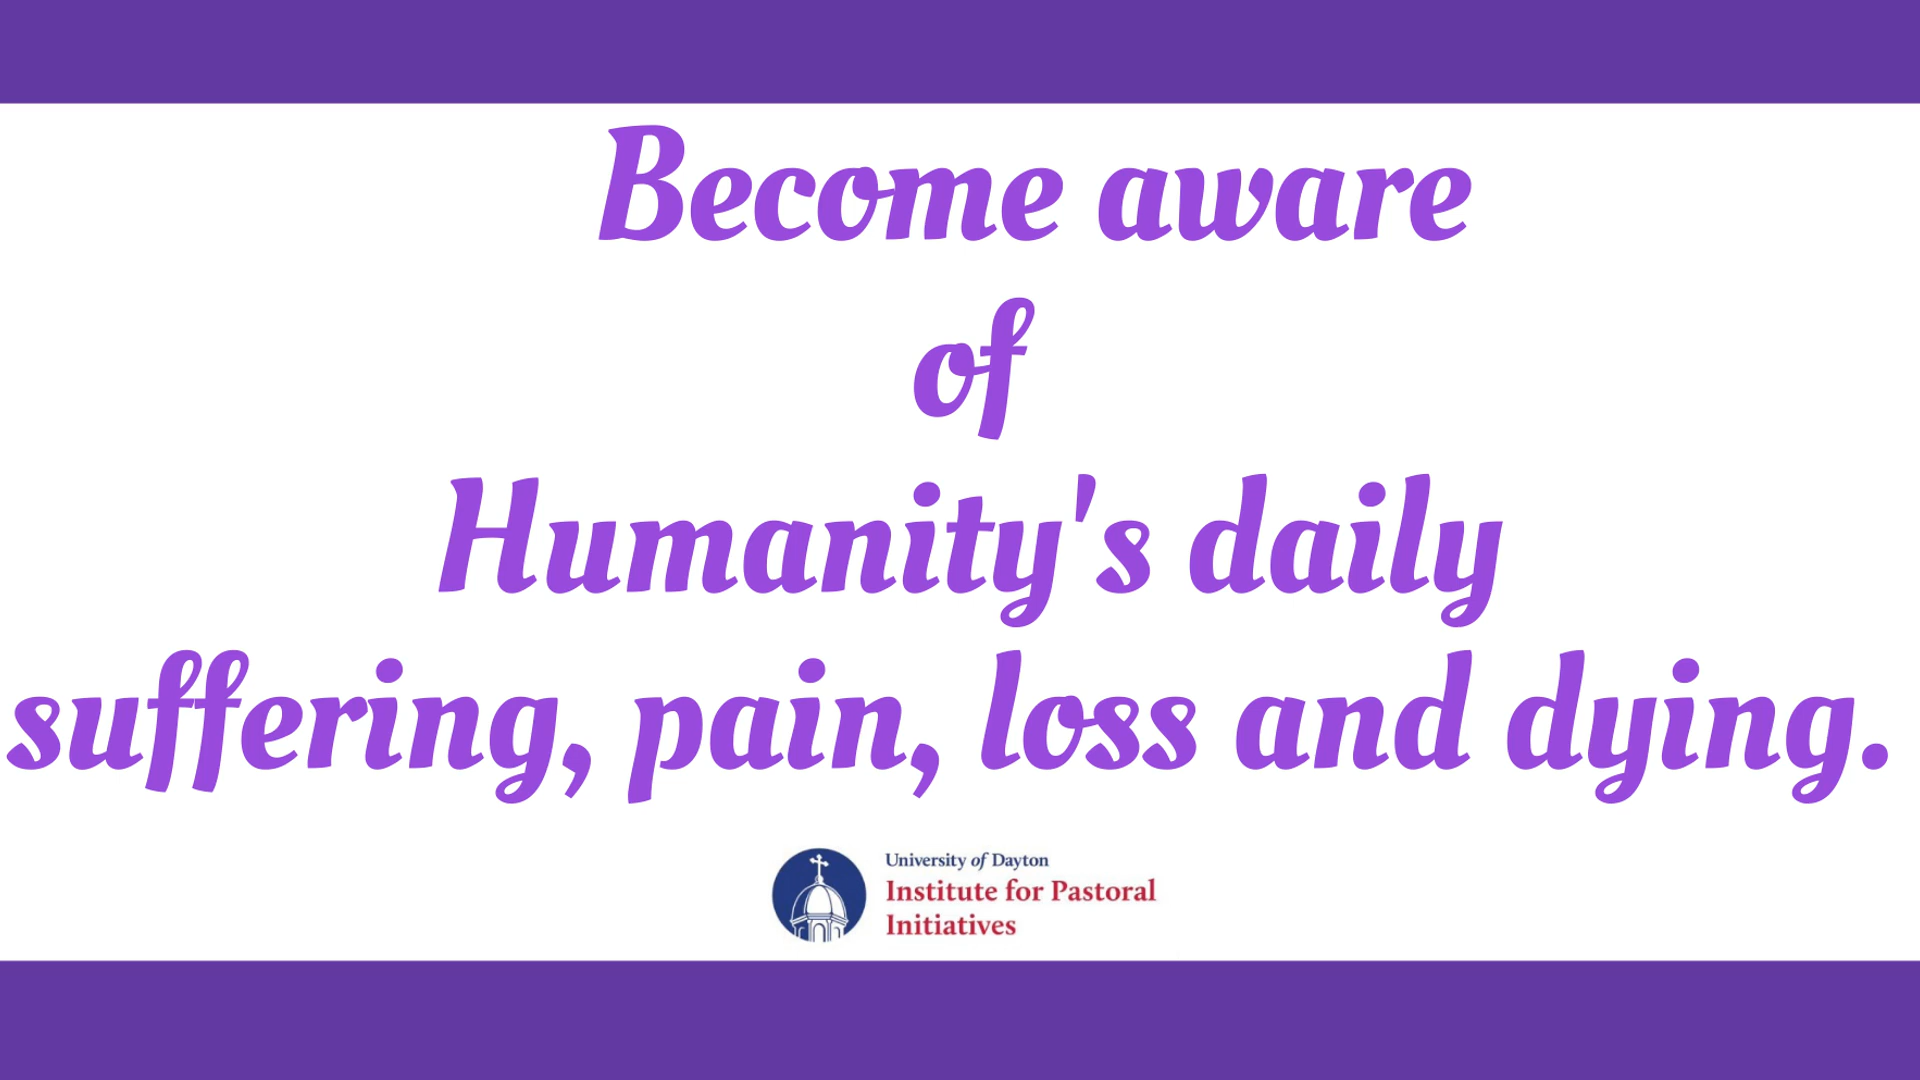 Become aware
of
Humanity's daily
suffering, pain, loss and dying.
University of Dayton
Institute for Pastoral
Initiatives